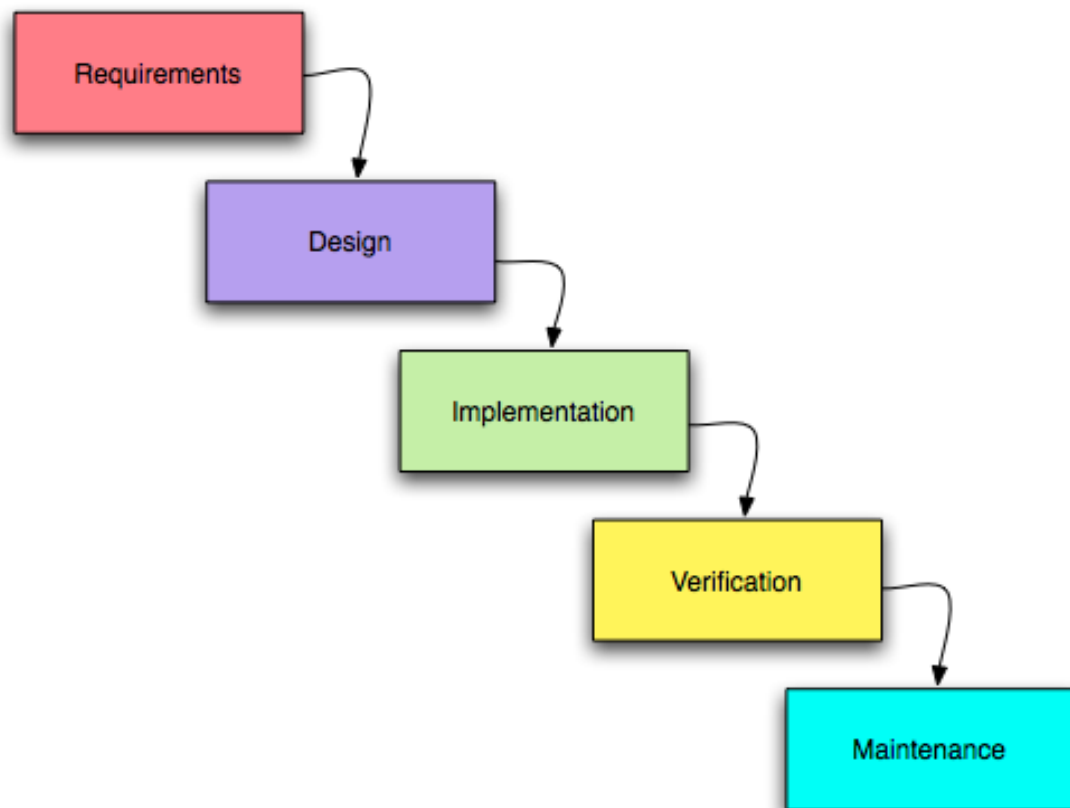 Requirements
Design
Implementation
Verification
Maintenance